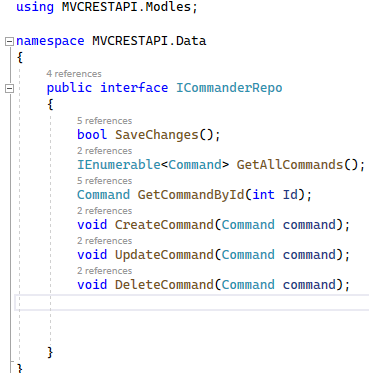 using MVCRESTAPI.Modles;
namespace MVCRESTAPI.Data
{
4 references
public interface ICommanderRepo
{
5 references
bool SaveChanges();
2 references
IEnumerable<Command> GetAllCommands();
5 references
Command GetCommandById(int Id);
2 references
void CreateCommand(Command command);
2 references
void UpdateCommand(Command command);
2 references
void DeleteCommand(Command command);
}
}